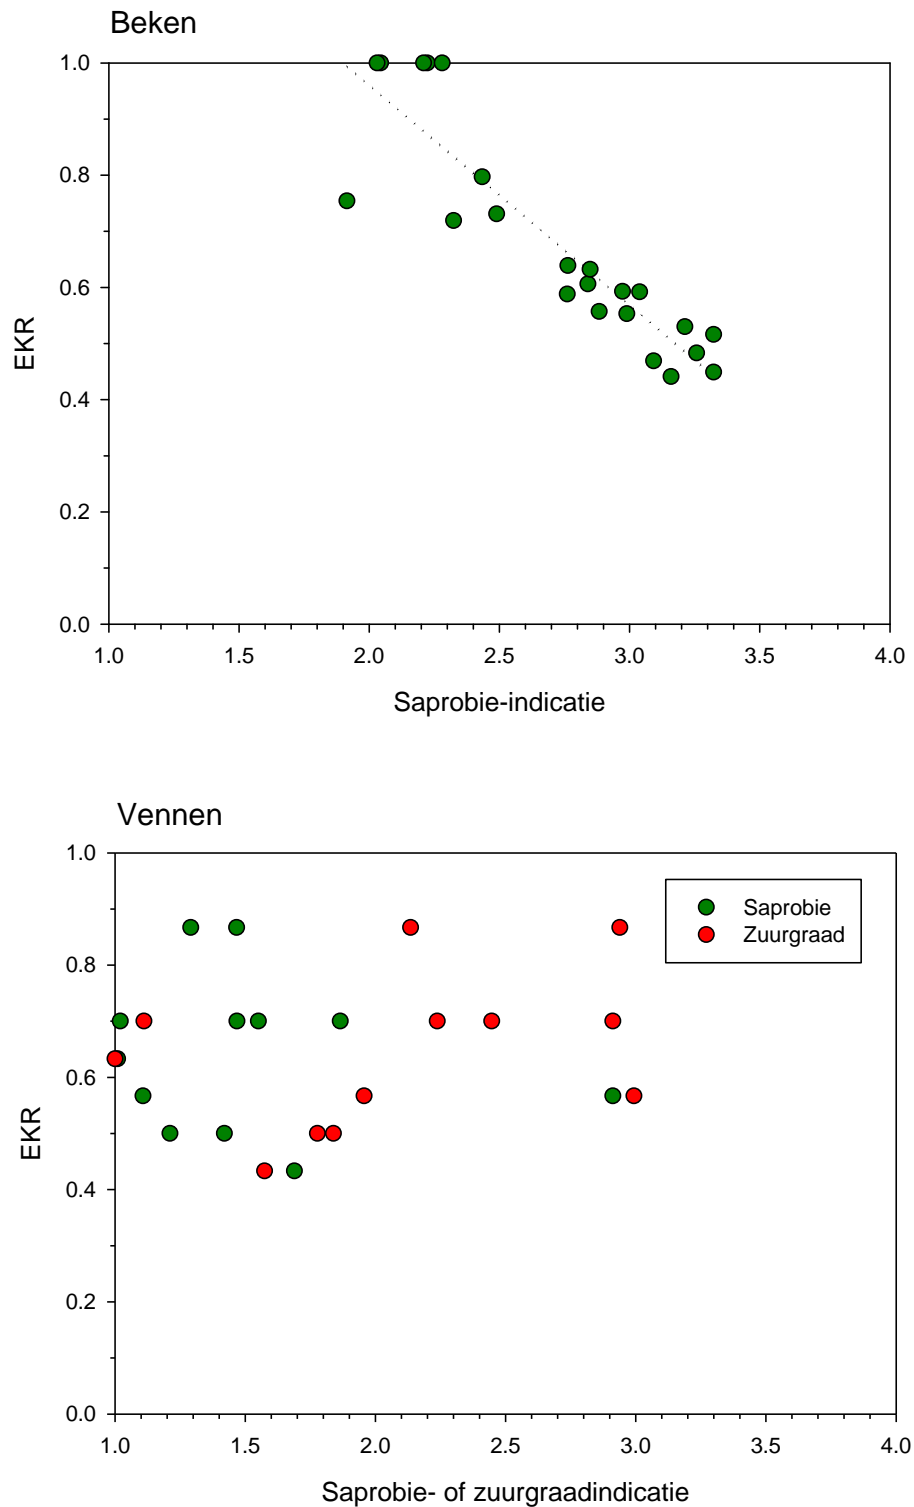 Beken
1.0
0.8
0.6
0.4
0.2
0.0
EKR
1.0 1.5 2.0 2.5 3.0 3.5 4.0
Saprobie-indicatie
Vennen
1.0
0.8
0.6
0.4
0.2
0.0
EKR
Saprobie
Zuurgraad
1.0 1.5 2.0 2.5 3.0 3.5 4.0
Saprobie- of zuurgraadindicatie